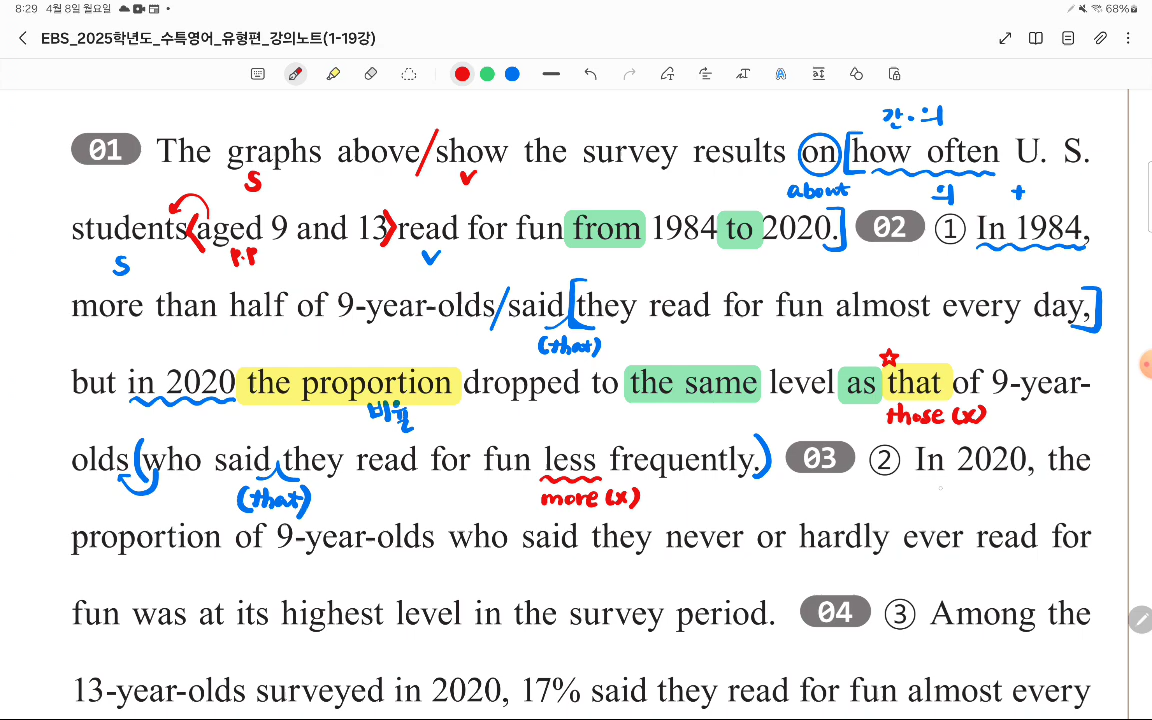 8:29 4월 8일 월요일 68%
EBS_2025학년도_수특영어_유형편_강의노트(1-19강)
간·의
01 The graphs above/show the survey results on [how often U. S.
S V about 의 +
students (aged 9 and 13) read for fun from 1984 to 2020.] 02 ① In 1984,
S P.P V
more than half of 9-year-olds/said [they read for fun almost every day,]
(that)
but in 2020 the proportion dropped to the same level as that of 9-year-
비율 those (x)
olds (who said they read for fun less frequently.) 03 ② In 2020, the
(that) more (x)
proportion of 9-year-olds who said they never or hardly ever read for
fun was at its highest level in the survey period. 04 ③ Among the
13-year-olds surveyed in 2020, 17% said they read for fun almost every